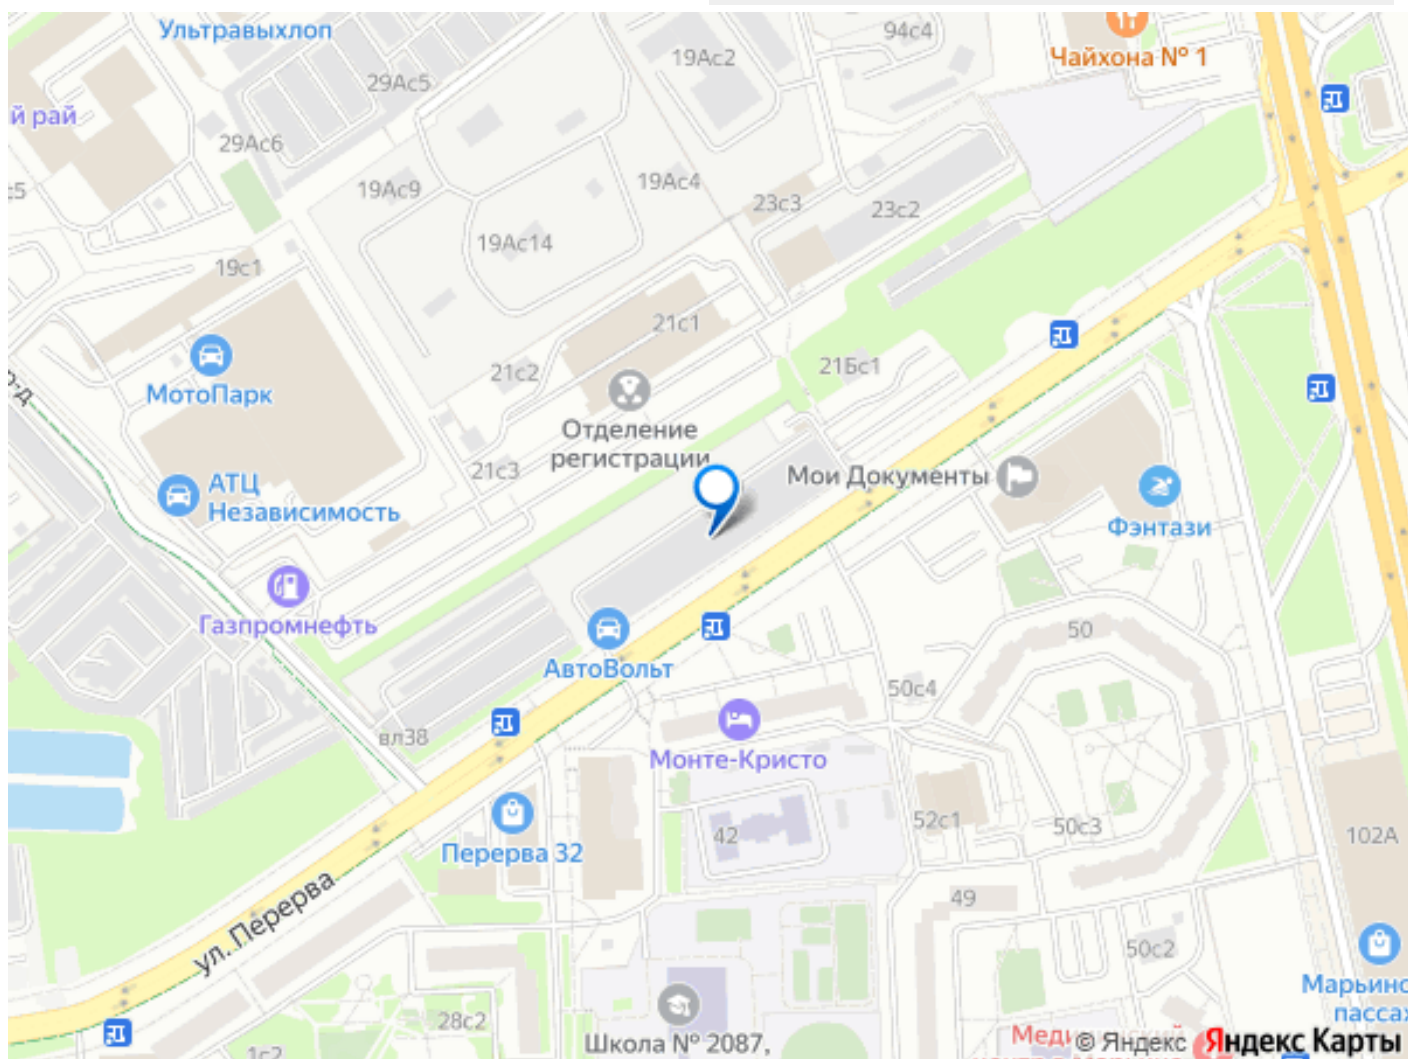 Ультравыхлоп
94с4
19Ас2
Чайхона № 1
29Ас5
й рай
29Ас6
19Ас9
19Ас4
23с3
23с2
19Ас14
19с1
21с1
21с2
21Бс1
МотоПарк
Отделение
регистрации
21с3
Мои Документы
АТЦ
Независимость
Фэнтази
Газпромнефть
50
АвтоВольт
50с4
вл38
Монте-Кристо
42
52с1
50с3
102А
Перерва 32
ул. Перерва
49
50с2
Марьинс
пассаж
28с2
Школа № 2087,
1с2
© Яндекс
Яндекс Карты